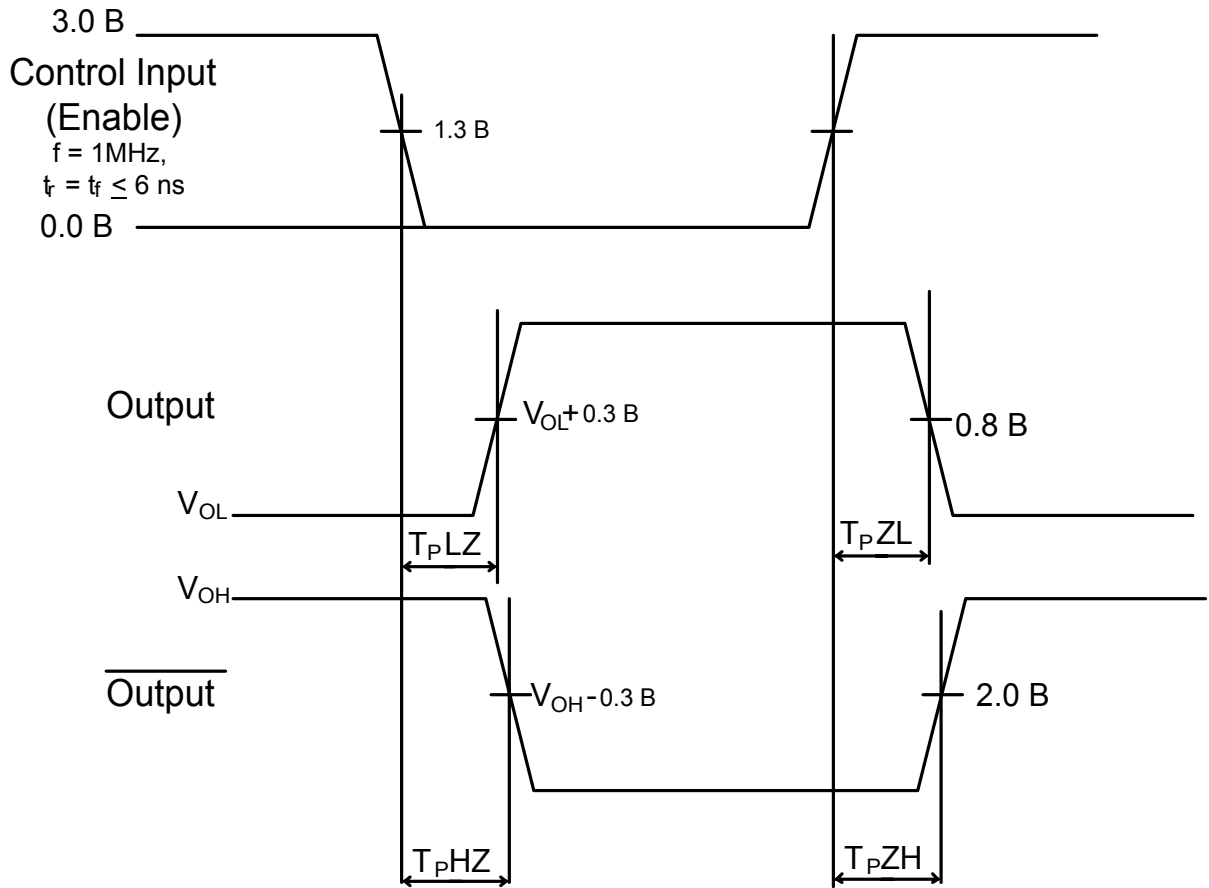 3.0 B
Control Input
(Enable)
f = 1MHz,
tr = tf ≤ 6 ns
0.0 B
1.3 B
Output
VOL+0.3 B
0.8 B
VOL
TPLZ
TPZL
VOH
Output
VOH-0.3 B
2.0 B
TPHZ
TPZH